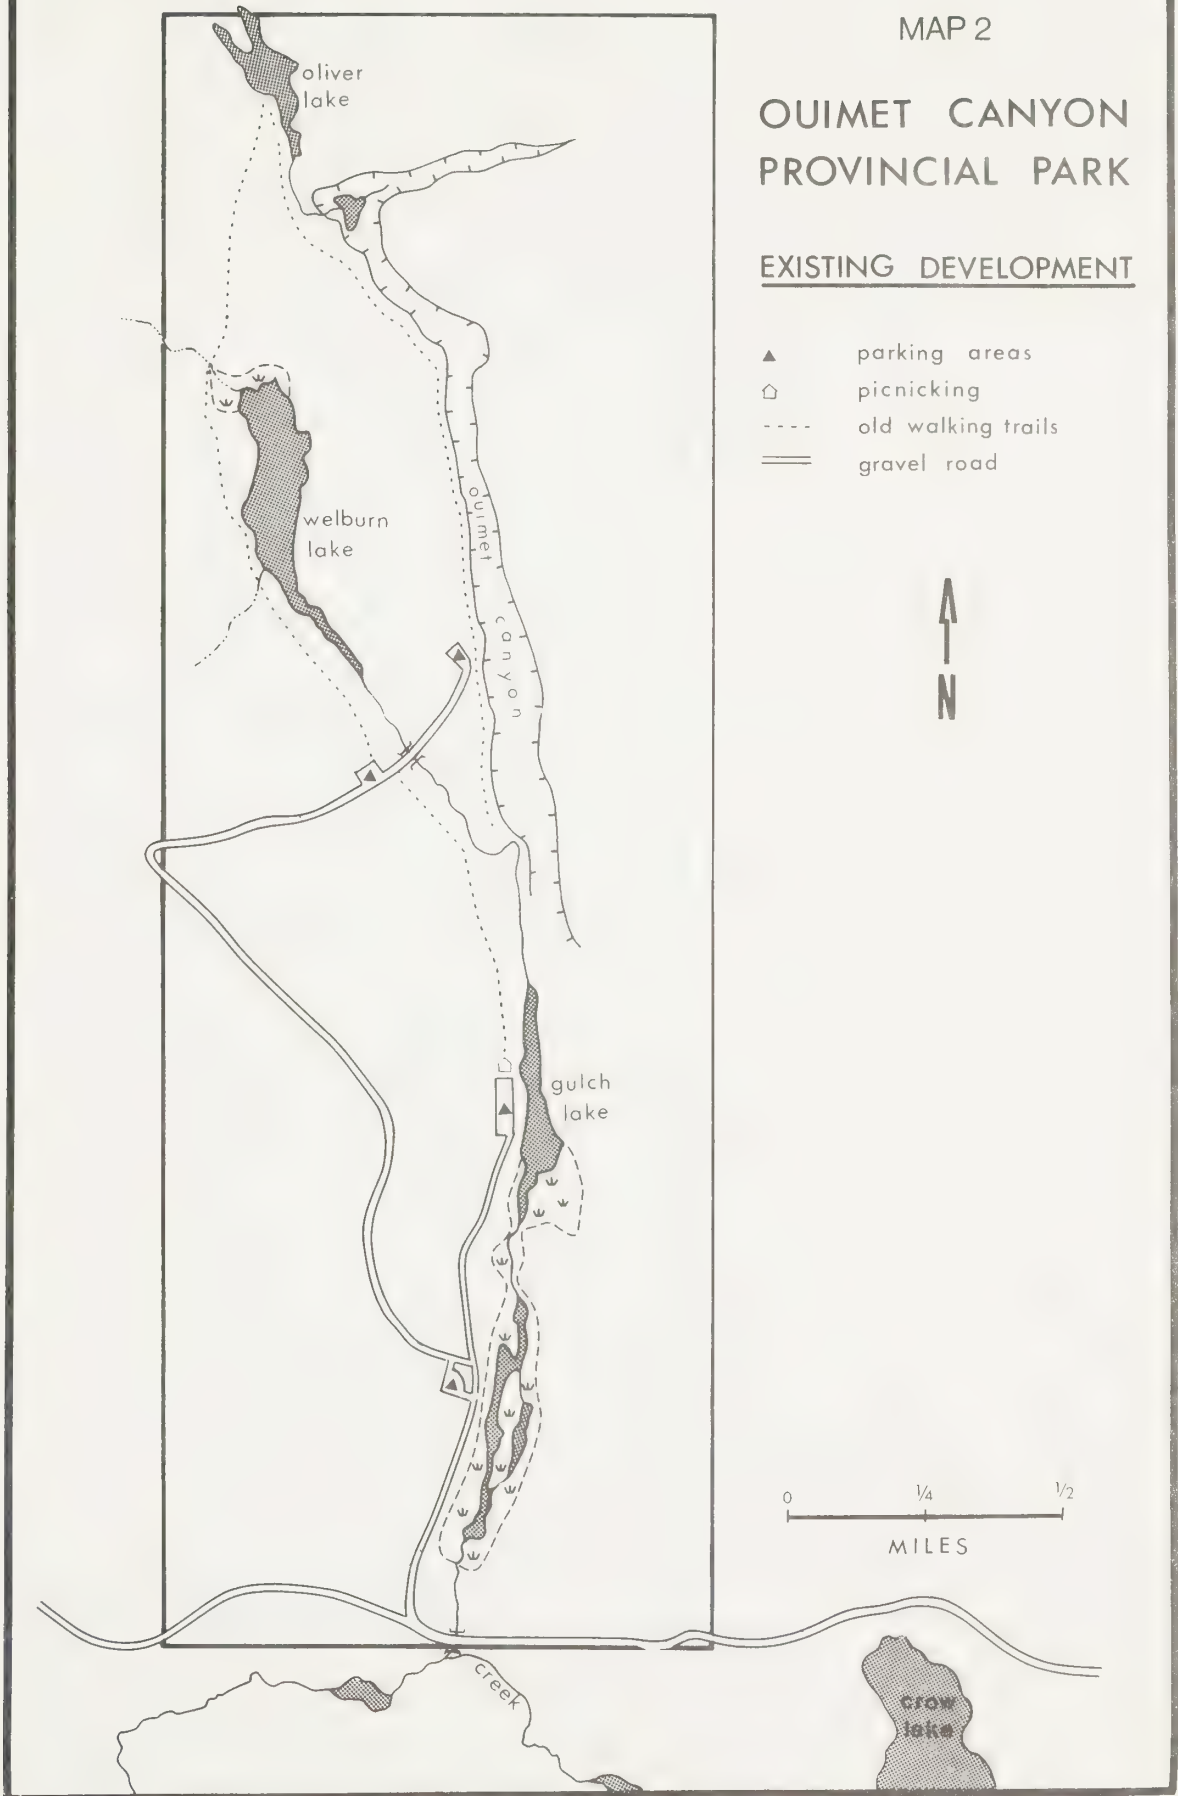 MAP 2
OUIMET CANYON
PROVINCIAL PARK
EXISTING DEVELOPMENT
parking areas
picnicking
old walking trails
gravel road
oliver
lake
ouimet
canyon
welburn
lake
N
gulch
lake
0 1/4 1/2
MILES
creek
crow
lake